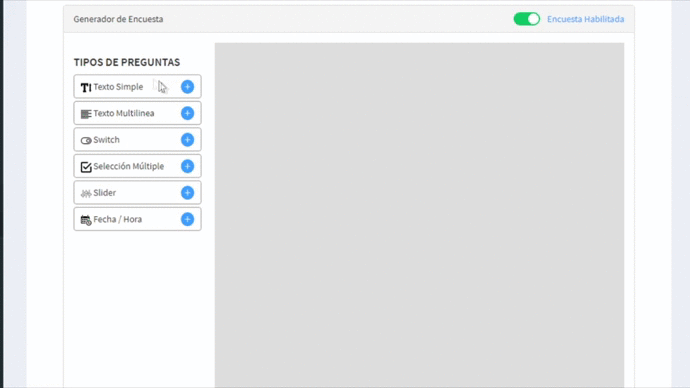 Generador de Encuesta
Encuesta Habilitada
TIPOS DE PREGUNTAS
Texto Simple
Texto Multilinea
Switch
Selección Múltiple
Slider
Fecha / Hora